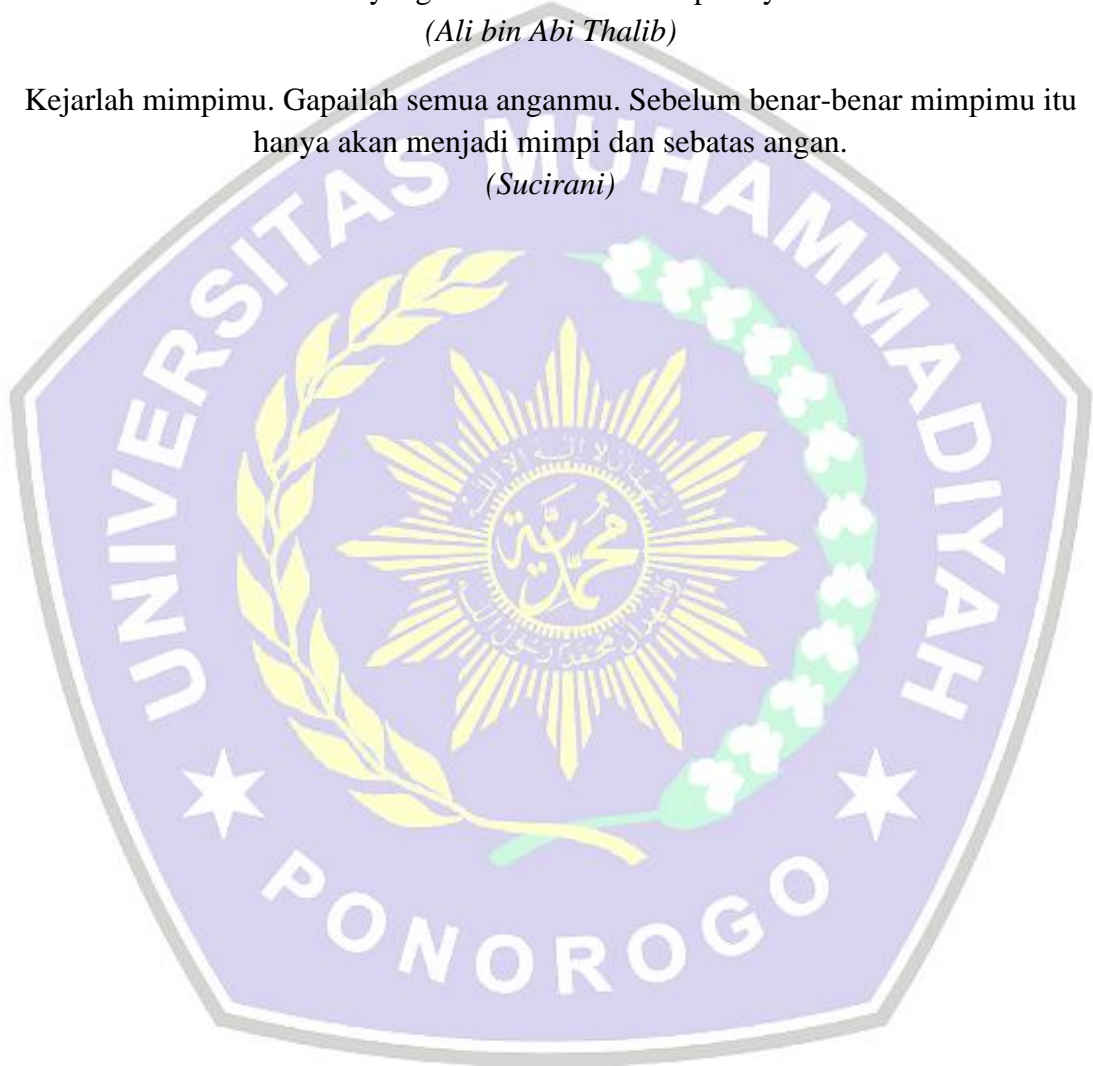 (Ali bin Abi Thalib)
Kejarlah mimpimu. Gapailah semua anganmu. Sebelum benar-benar mimpimu itu
hanya akan menjadi mimpi dan sebatas angan.
(Sucirani)
UNIVERSITAS MUHAMMADIYAH
محمدية
PONOROGO